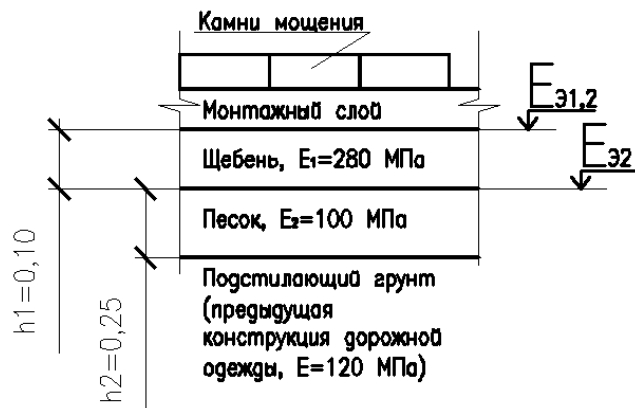 Камни мощения
Eэ1,2
Монтажный слой
Eэ2
Щебень, E₁=280 МПа
Песок, E₂=100 МПа
h1=0,10
h2=0,25
Подстилающий грунт
(предыдущая
конструкция дорожной
одежды, E=120 МПа)